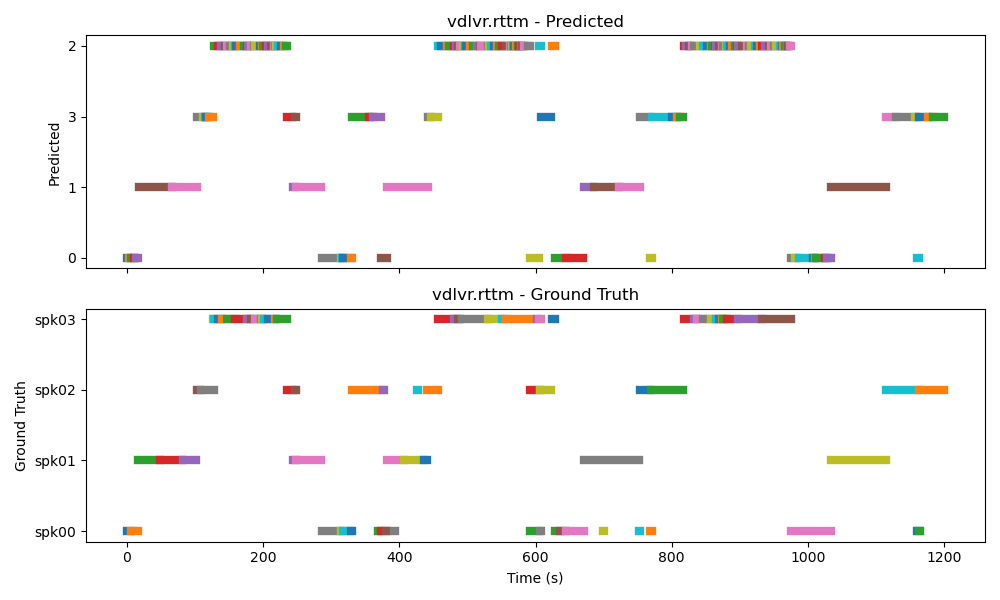 vdlvr.rttm - Predicted
2
3
1
0
Predicted
vdlvr.rttm - Ground Truth
spk03
spk02
spk01
spk00
Ground Truth
0 200 400 600 800 1000 1200
Time (s)